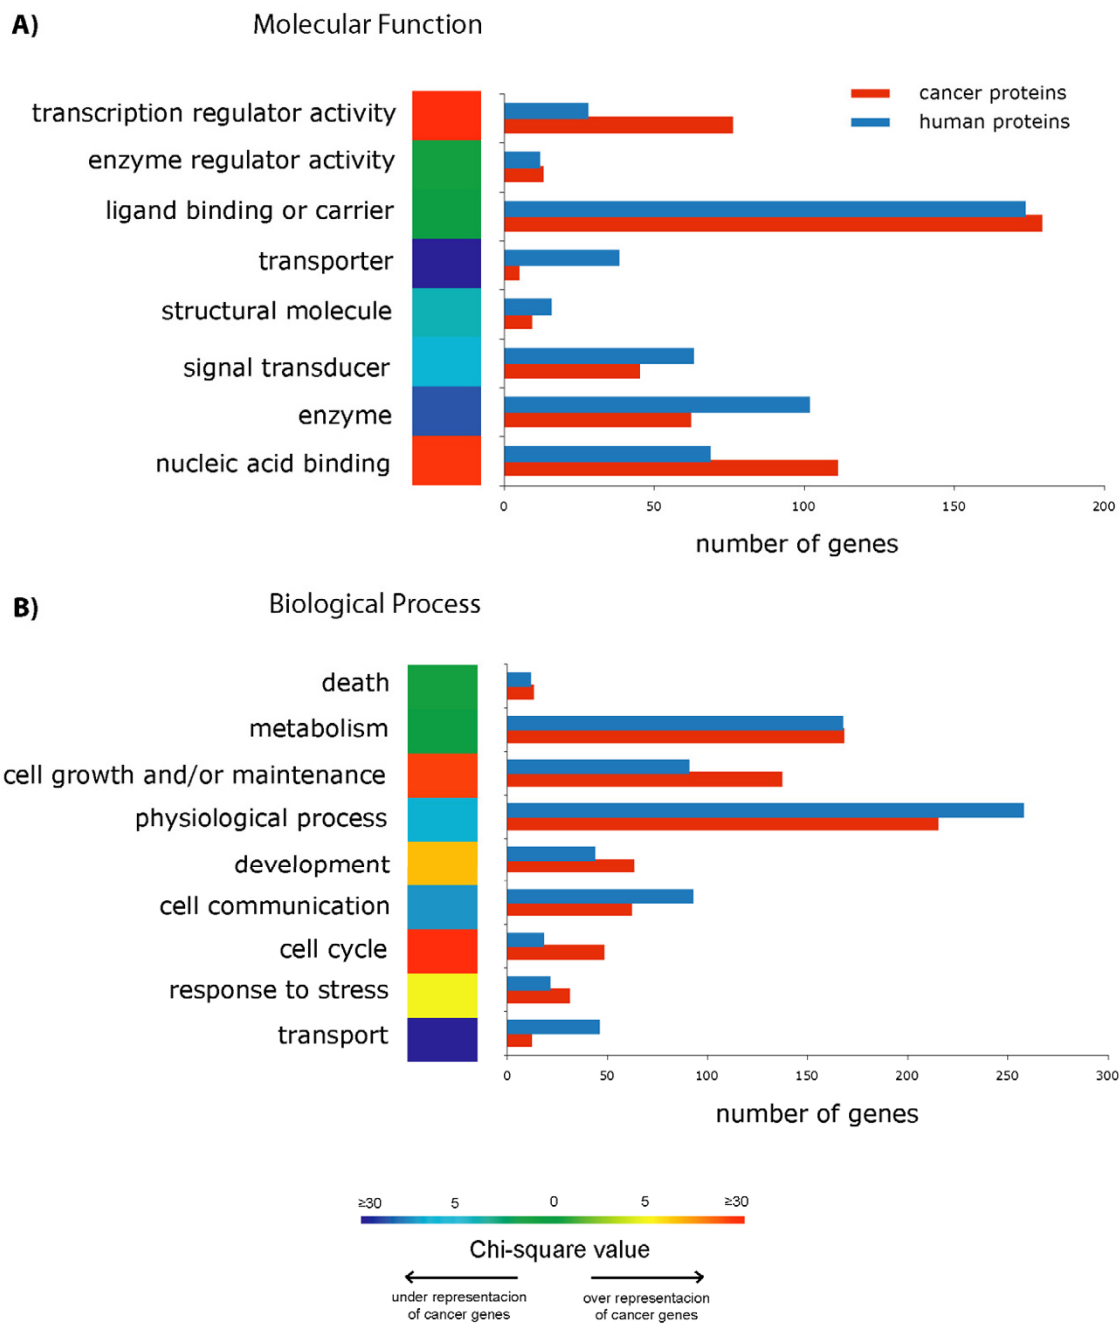 A)
Molecular Function
cancer proteins
human proteins
transcription regulator activity
enzyme regulator activity
ligand binding or carrier
transporter
structural molecule
signal transducer
enzyme
nucleic acid binding
0 50 100 150 200
number of genes
B)
Biological Process
death
metabolism
cell growth and/or maintenance
physiological process
development
cell communication
cell cycle
response to stress
transport
0 50 100 150 200 250 300
number of genes
≥30 5 0 5 ≥30
Chi-square value
under representacion
of cancer genes
over representacion
of cancer genes